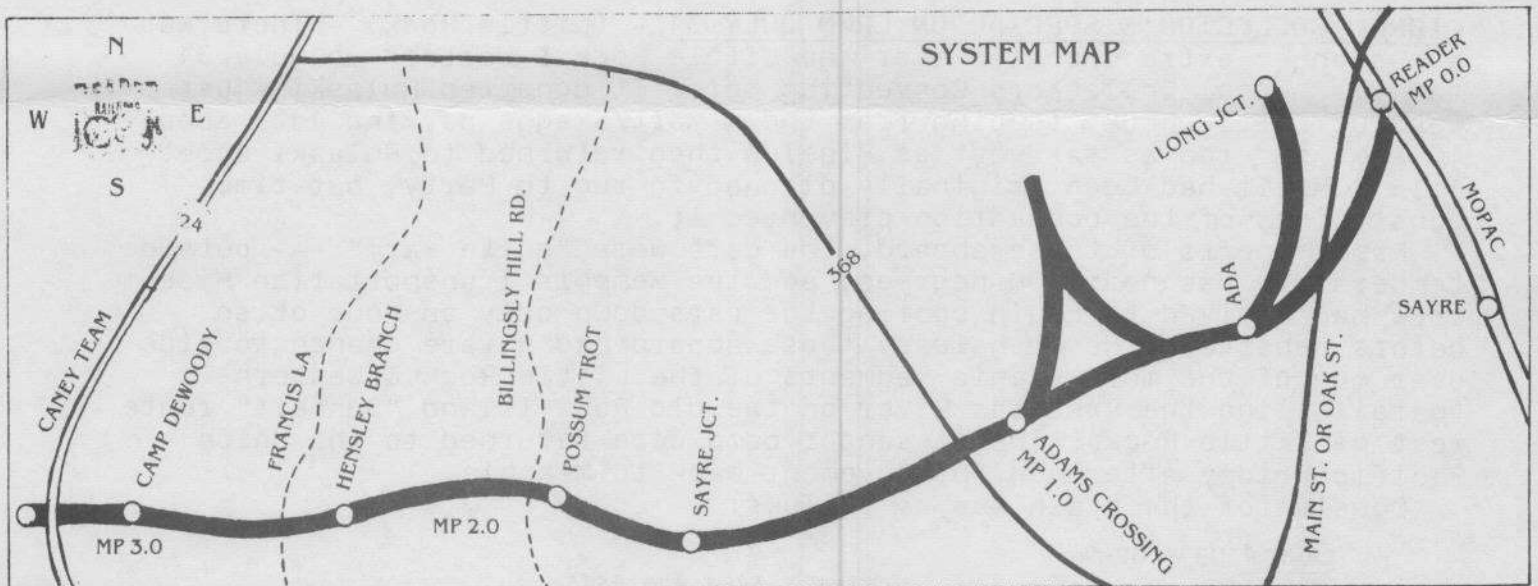 SYSTEM MAP
N
W
E
S
24
CANEY TEAM
CAMP DEWOODY
MP 3.0
FRANCIS LA
HENSLEY BRANCH
MP 2.0
BILLINGSLY HILL RD.
POSSUM TROT
SAYRE JCT.
368
ADAMS CROSSING
MP 1.0
ADA
LONG JCT.
MAIN ST. OR OAK ST.
READER
MP 0.0
MOPAC
SAYRE